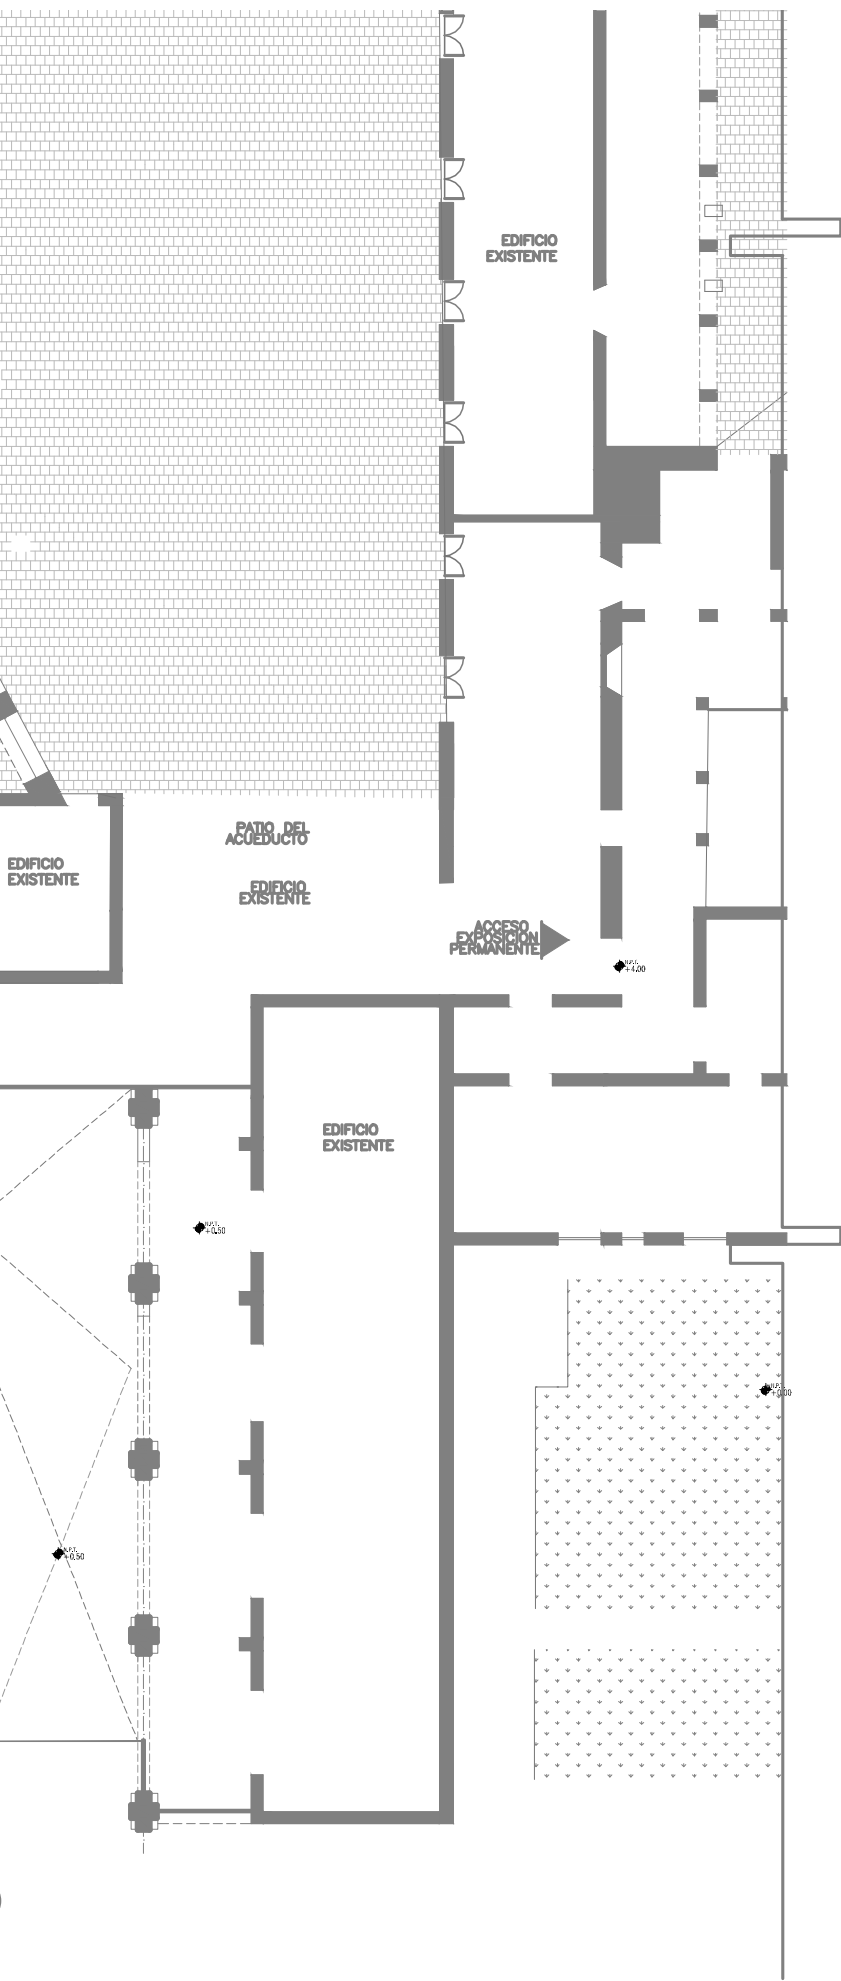 EDIFICIO
EXISTENTE
PATIO DEL
ACUEDUCTO
EDIFICIO
EXISTENTE
EDIFICIO
EXISTENTE
ACCESO
EXPOSICION
PERMANENTE
N.P.T.
+4.00
EDIFICIO
EXISTENTE
N.P.T.
+0.50
N.P.T.
+0.00
N.P.T.
+0.50